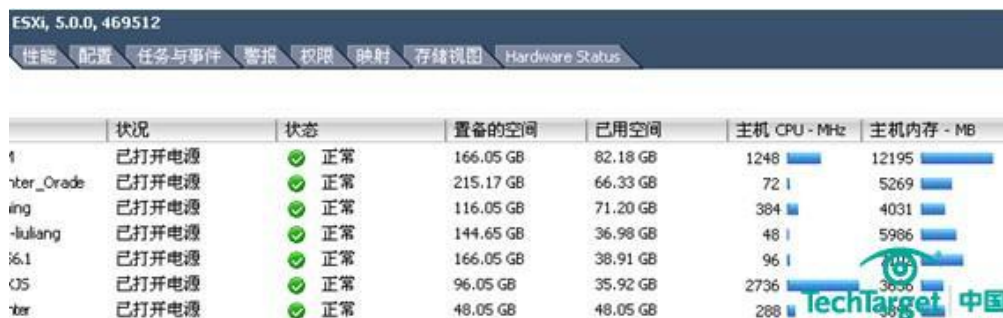 ESXi, 5.0.0, 469512
性能 配置 任务与事件 警报 权限 映射 存储视图 Hardware Status
状况 状态 置备的空间 已用空间 主机 CPU - MHz 主机内存 - MB
已打开电源 正常 166.05 GB 82.18 GB 1248 12195
nter_Orade 已打开电源 正常 215.17 GB 66.33 GB 72 5269
ing 已打开电源 正常 116.05 GB 71.20 GB 384 4031
-liuliang 已打开电源 正常 144.65 GB 36.98 GB 48 5986
66.1 已打开电源 正常 166.05 GB 38.91 GB 96
XJS 已打开电源 正常 96.05 GB 35.92 GB 2736
nter 已打开电源 正常 48.05 GB 48.05 GB 288
TechTarget 中国